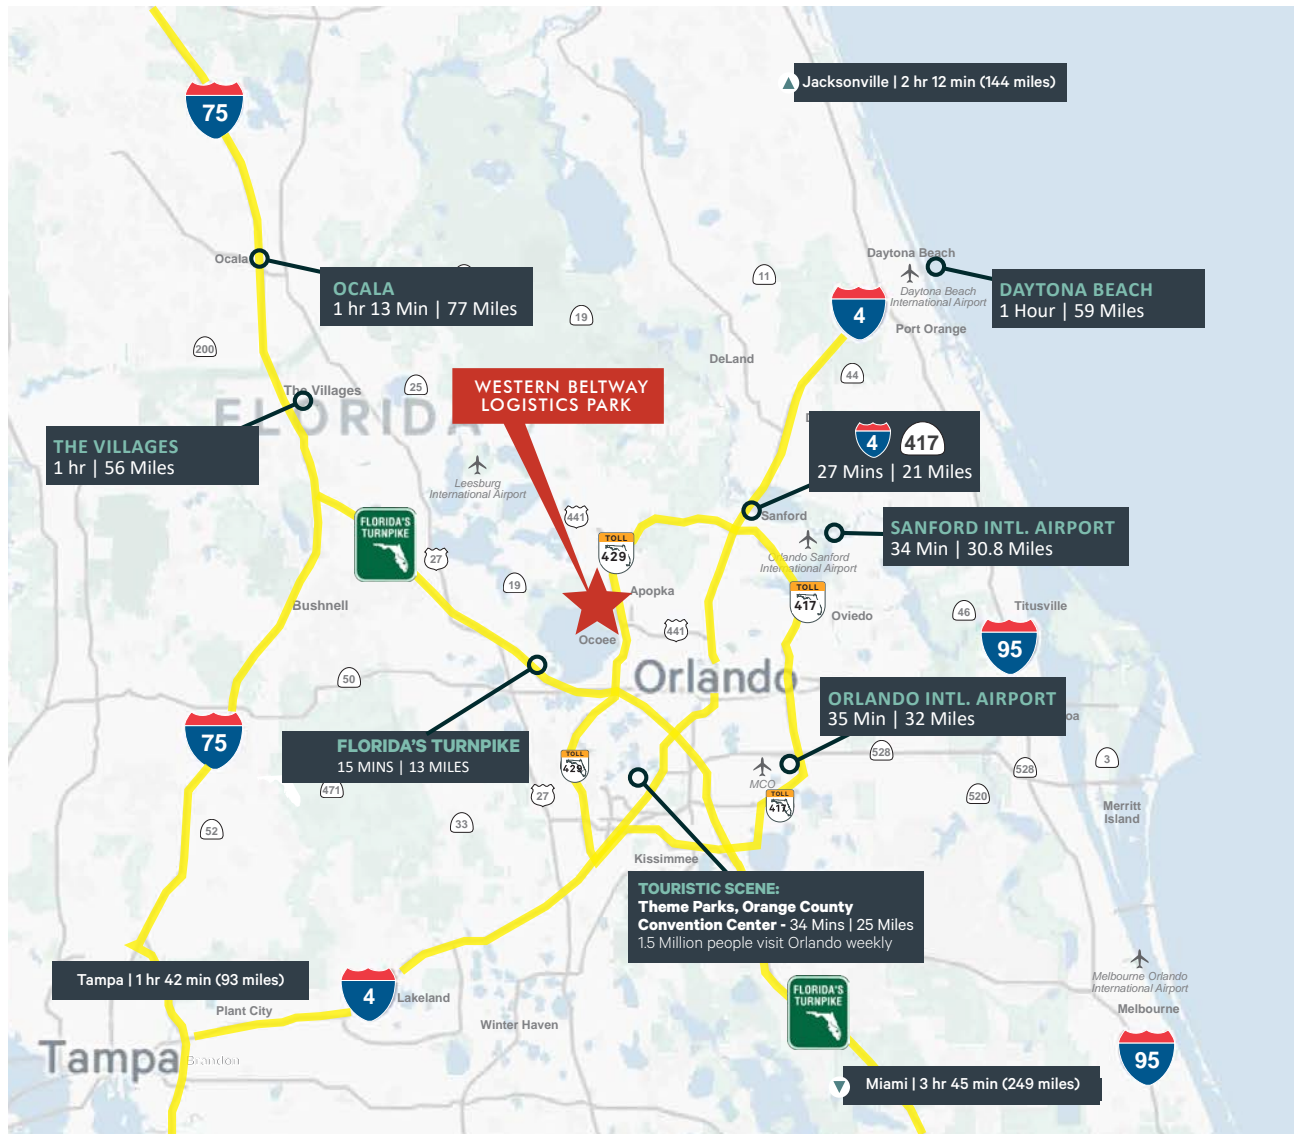 75
Jacksonville | 2 hr 12 min (144 miles)
Ocala
OCALA
1 hr 13 Min | 77 Miles
Daytona Beach
Daytona Beach
International Airport
DAYTONA BEACH
1 Hour | 59 Miles
11
19
4
Port Orange
200
DeLand
44
The Villages
25
FLORIDA
WESTERN BELTWAY
LOGISTICS PARK
THE VILLAGES
1 hr | 56 Miles
4
417
27 Mins | 21 Miles
Leesburg
International Airport
441
Sanford
SANFORD INTL. AIRPORT
34 Min | 30.8 Miles
FLORIDA'S
TURNPIKE
TOLL
429
27
Orlando Sanford
International Airport
19
Apopka
TOLL
417
Oviedo
46
Titusville
Bushnell
441
Ocoee
95
50
Orlando
ORLANDO INTL. AIRPORT
35 Min | 32 Miles
oa
75
FLORIDA'S TURNPIKE
15 MINS | 13 MILES
TOLL
429
528
528
3
MCO
471
27
TOLL
417
520
Merritt
Island
52
33
Kissimmee
TOURISTIC SCENE:
Theme Parks, Orange County
Convention Center - 34 Mins | 25 Miles
1.5 Million people visit Orlando weekly
Tampa | 1 hr 42 min (93 miles)
4
Lakeland
Plant City
Winter Haven
FLORIDA'S
TURNPIKE
Melbourne Orlando
International Airport
Melbourne
95
Tampa
Brandon
Miami | 3 hr 45 min (249 miles)